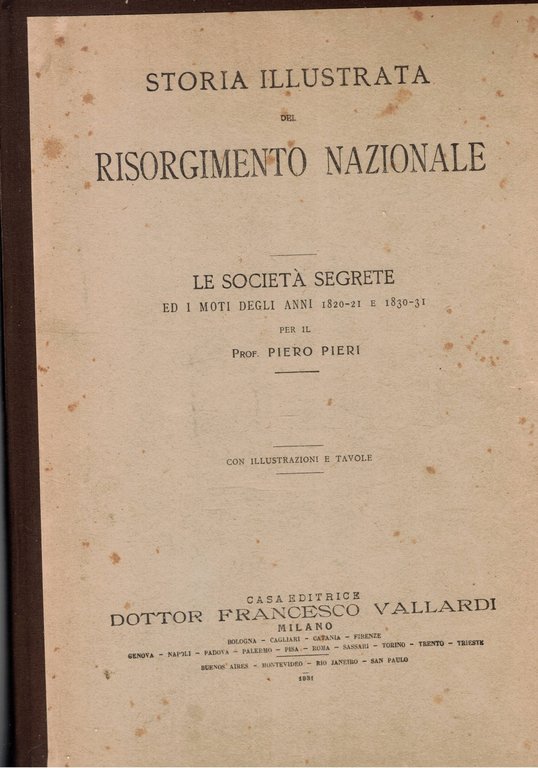 STORIA ILLUSTRATA
DEL
RISORGIMENTO NAZIONALE
LE SOCIETÀ SEGRETE
ED I MOTI DEGLI ANNI 1820-21 E 1830-31
PER IL
PROF. PIERO PIERI
CON ILLUSTRAZIONI E TAVOLE
CASA EDITRICE
DOTTOR FRANCESCO VALLARDI
MILANO
BOLOGNA - CAGLIARI - CATANIA - FIRENZE
GENOVA - NAPOLI - PADOVA - PALERMO - PISA - ROMA - SASSARI - TORINO - TRENTO - TRIESTE
BUENOS AIRES - MONTEVIDEO - RIO JANEIRO - SAN PAULO
1931